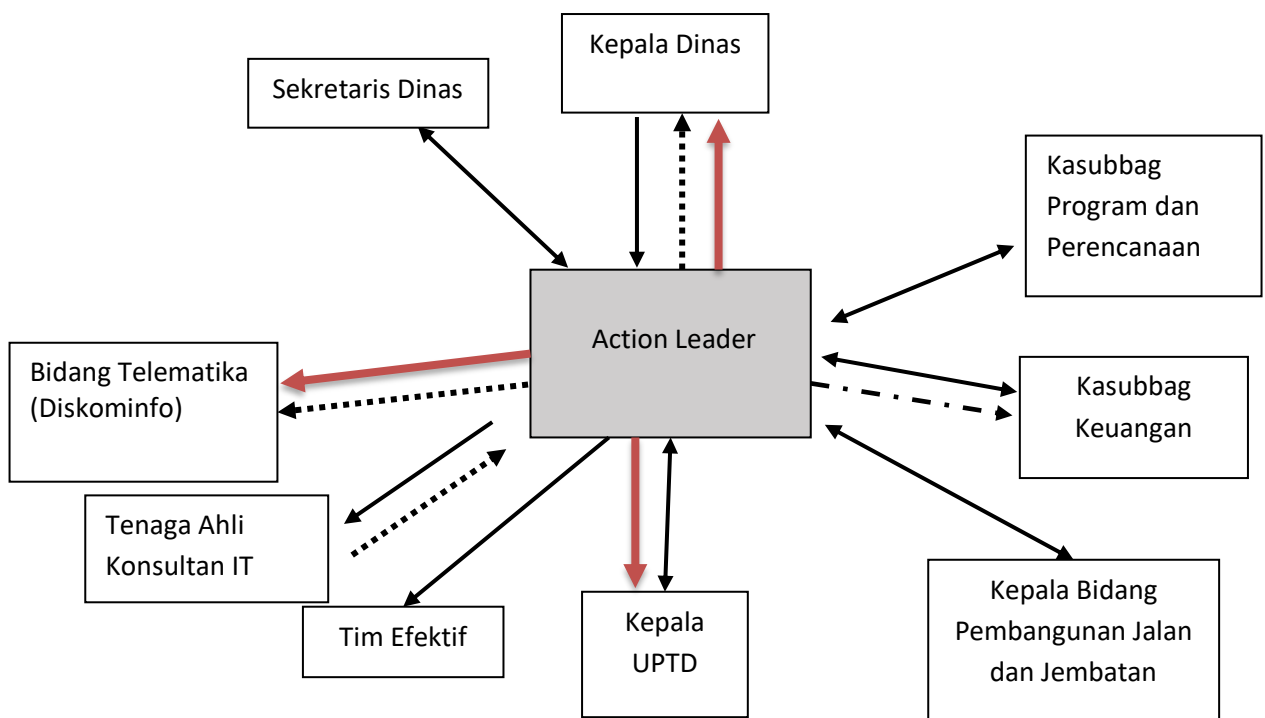 Kepala Dinas
Sekretaris Dinas
Kasubbag
Program dan
Perencanaan
Action Leader
Bidang Telematika
(Diskominfo)
Kasubbag
Keuangan
Tenaga Ahli
Konsultan IT
Tim Efektif
Kepala
UPTD
Kepala Bidang
Pembangunan Jalan
dan Jembatan